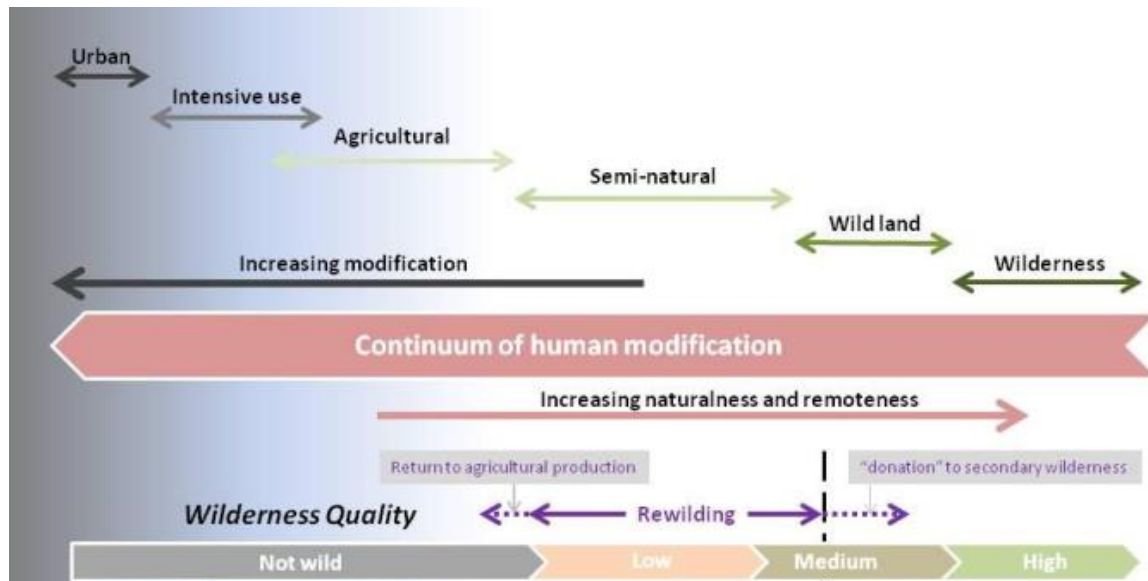 Urban
Intensive use
Agricultural
Semi-natural
Wild land
Wilderness
Increasing modification
Continuum of human modification
Increasing naturalness and remoteness
Return to agricultural production
"donation" to secondary wilderness
Wilderness Quality
Rewilding
Not wild
Low
Medium
High